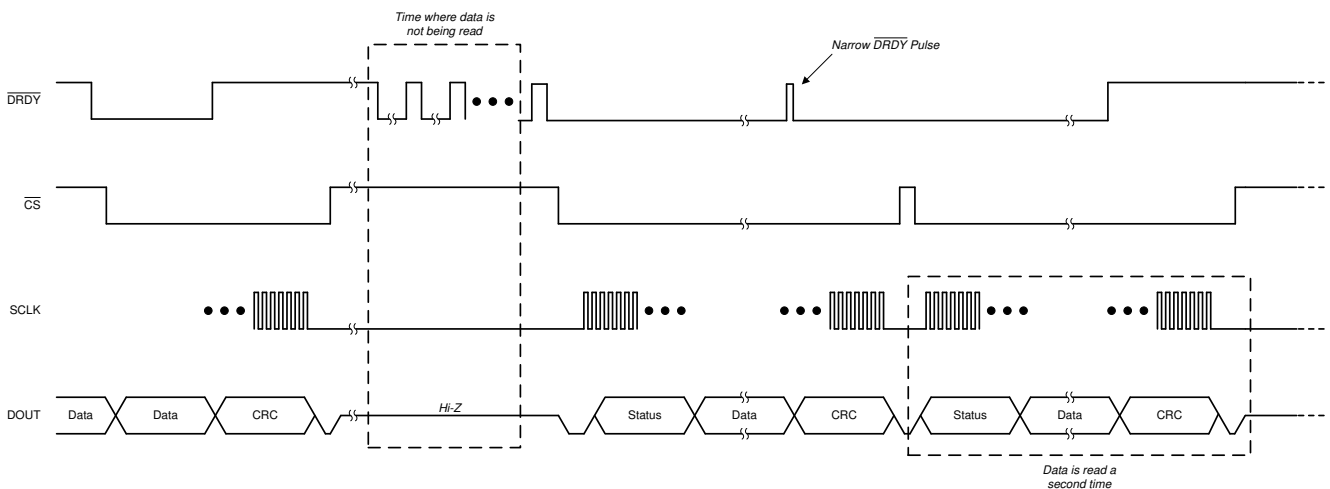 Time where data is
not being read
Narrow DRDY Pulse
DRDY
CS
SCLK
DOUT
Data
Data
CRC
Hi-Z
Status
Data
CRC
Status
Data
CRC
Data is read a
second time